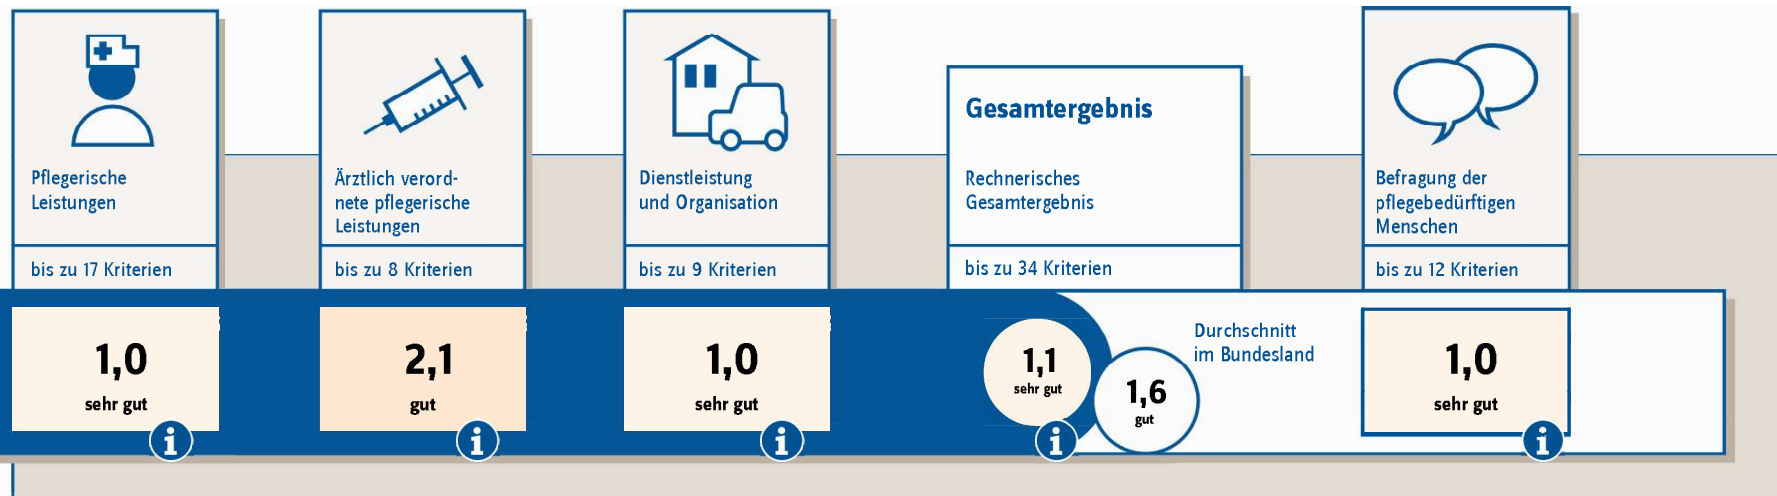 Pflegerische
Leistungen
bis zu 17 Kriterien
1,0
sehr gut
i
Ärztlich verord-
nete pflegerische
Leistungen
bis zu 8 Kriterien
2,1
gut
i
Dienstleistung
und Organisation
bis zu 9 Kriterien
1,0
sehr gut
i
Gesamtergebnis
Rechnerisches
Gesamtergebnis
bis zu 34 Kriterien
1,1
sehr gut
i
1,6
gut
Durchschnitt
im Bundesland
Befragung der
pflegebedürftigen
Menschen
bis zu 12 Kriterien
1,0
sehr gut
i